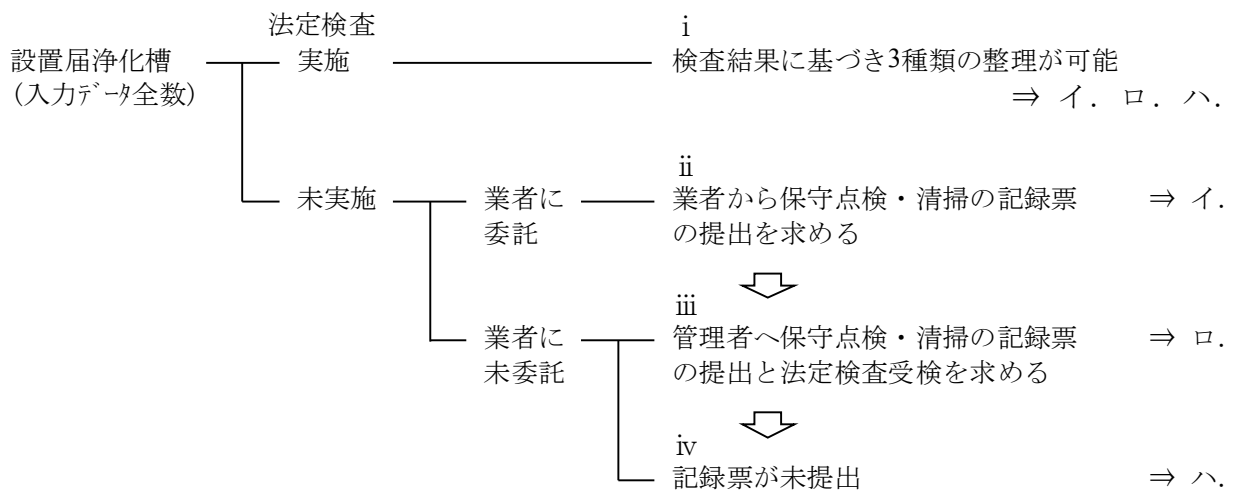 法定検査
ⅰ
設置届浄化槽
実施
検査結果に基づき3種類の整理が可能
(入力ﾃﾞｰﾀ全数)
⇒ イ．ロ．ハ．
ⅱ
未実施
業者に
業者から保守点検・清掃の記録票
⇒ イ．
委託
の提出を求める
ⅲ
業者に
管理者へ保守点検・清掃の記録票
⇒ ロ．
未委託
の提出と法定検査受検を求める
ⅳ
記録票が未提出
⇒ ハ．